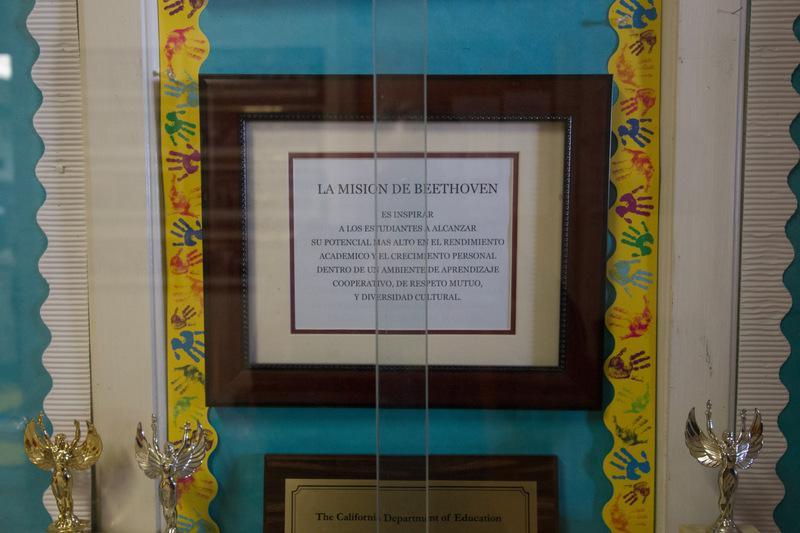 LA MISION DE BEETHOVEN
ES INSPIRAR
A LOS ESTUDIANTES A ALCANZAR
SU POTENCIAL MAS ALTO EN EL RENDIMIENTO
ACADEMICO Y EL CRECIMIENTO PERSONAL
DENTRO DE UN AMBIENTE DE APRENDIZAJE
COOPERATIVO, DE RESPETO MUTUO,
Y DIVERSIDAD CULTURAL.
The California Department of Education